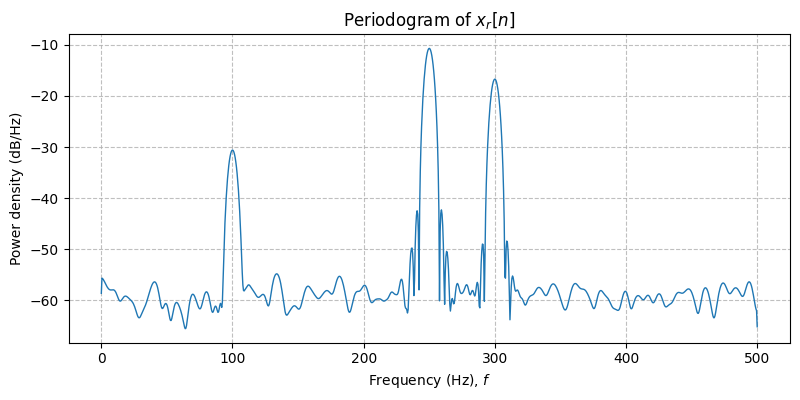 Periodogram of $x_r[n]$
−10
−20
−30
−40
−50
−60
Power density (dB/Hz)
0 100 200 300 400 500
Frequency (Hz), $f$